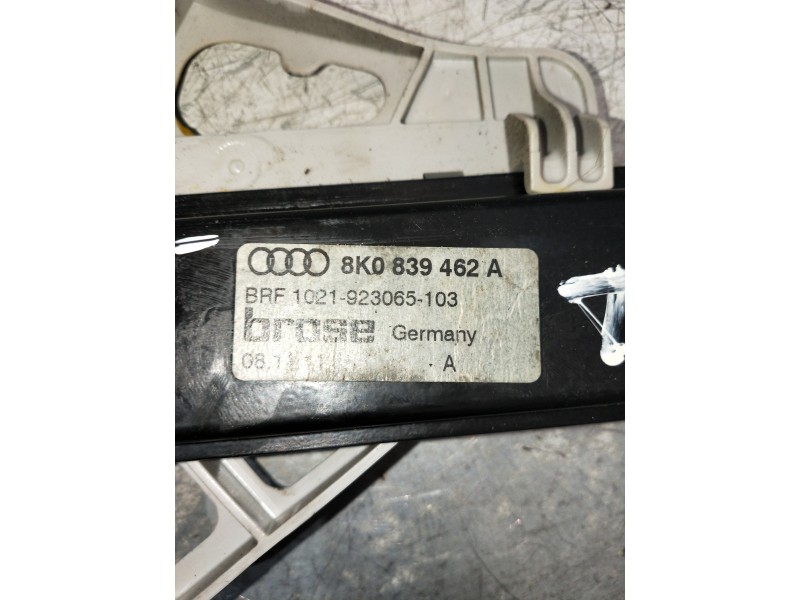 8K0 839 462 A
BRF 1021-923065-103
brose Germany
A